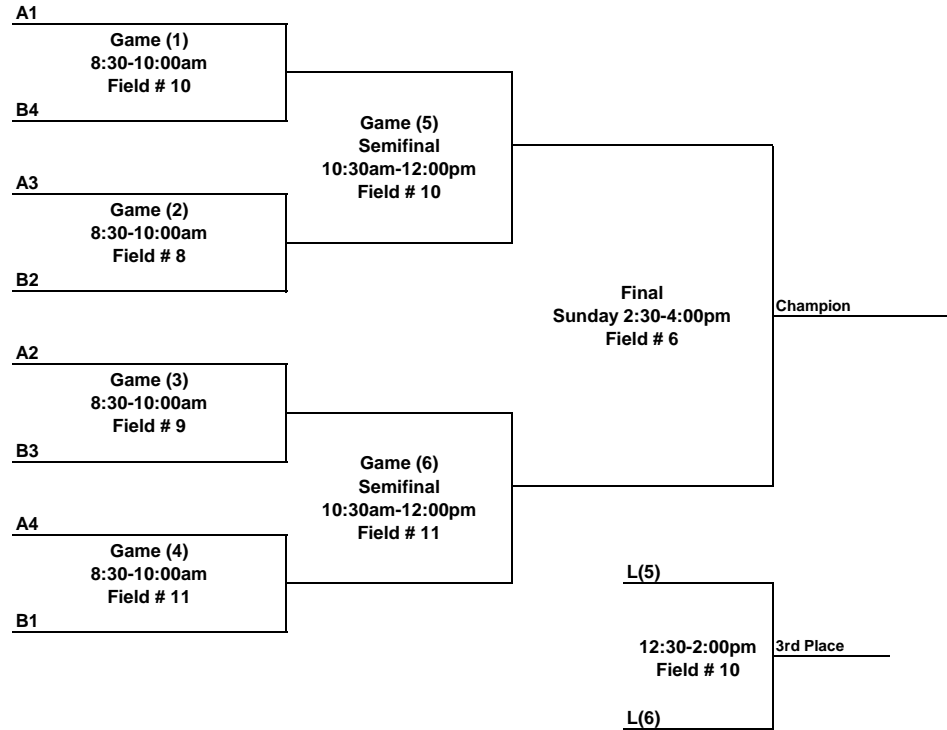 A1
Game (1)
8:30-10:00am
Field # 10
B4
Game (5)
Semifinal
10:30am-12:00pm
Field # 10
A3
Game (2)
8:30-10:00am
Field # 8
B2
Final
Sunday 2:30-4:00pm
Field # 6
Champion
A2
Game (3)
8:30-10:00am
Field # 9
B3
Game (6)
Semifinal
10:30am-12:00pm
Field # 11
A4
Game (4)
8:30-10:00am
Field # 11
B1
L(5)
12:30-2:00pm
Field # 10
3rd Place
L(6)